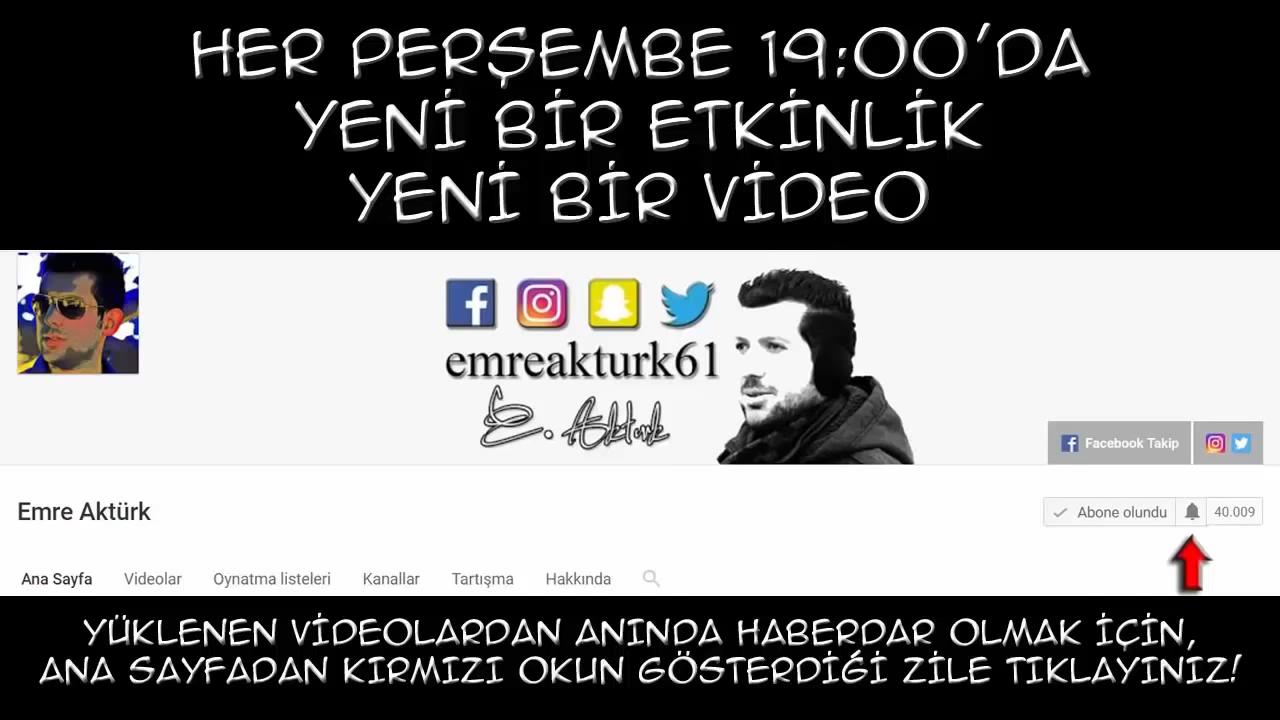 HER PERŞEMBE 19:00'DA
YENİ BİR ETKİNLİK
YENİ BİR VİDEO
emreakturk61
E. Aktürk
Facebook Takip
Emre Aktürk
Abone olundu 40.009
Ana Sayfa Videolar Oynatma listeleri Kanallar Tartışma Hakkında
YÜKLENEN VİDEOLARDAN ANINDA HABERDAR OLMAK İÇİN,
ANA SAYFADAN KIRMIZI OKUN GÖSTERDİĞİ ZİLE TIKLAYINIZ!